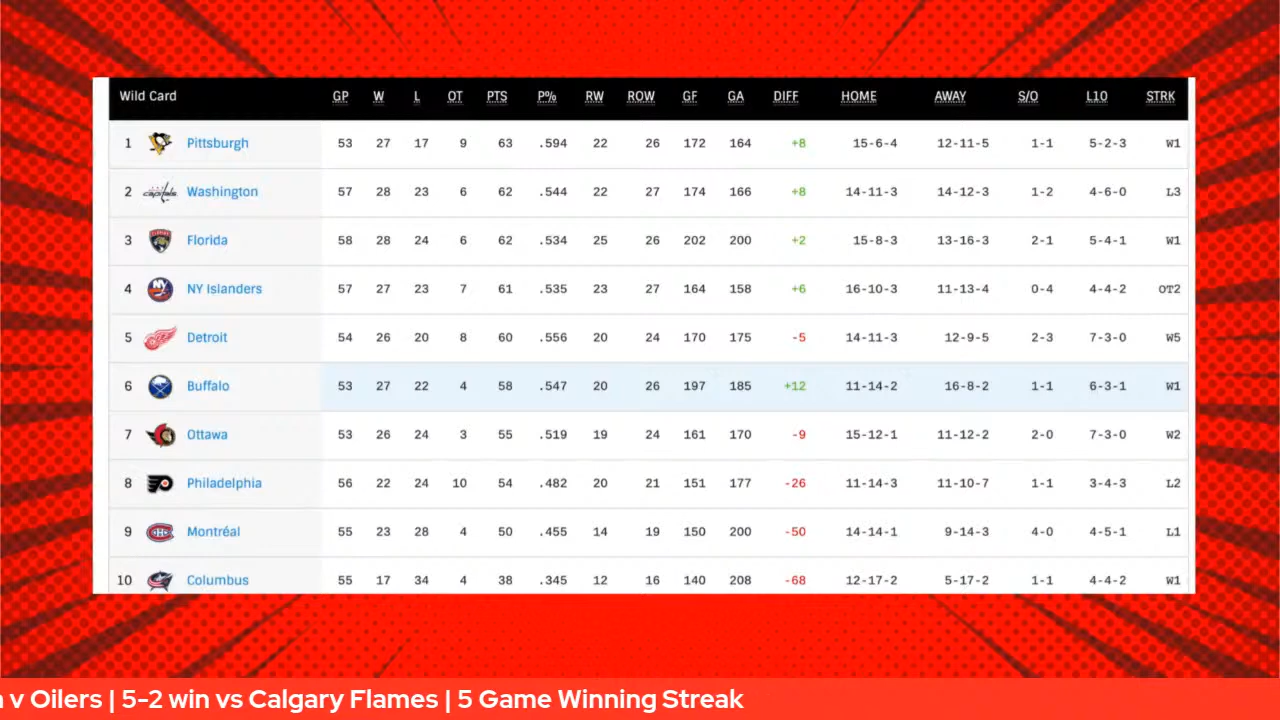 Wild Card GP W L OT PTS P% RW ROW GF GA DIFF HOME AWAY S/O L10 STRK
1 Pittsburgh 53 27 17 9 63 .594 22 26 172 164 +8 15-6-4 12-11-5 1-1 5-2-3 W1
2 capitals Washington 57 28 23 6 62 .544 22 27 174 166 +8 14-11-3 14-12-3 1-2 4-6-0 L3
3 Florida 58 28 24 6 62 .534 25 26 202 200 +2 15-8-3 13-16-3 2-1 5-4-1 W1
4 NY NY Islanders 57 27 23 7 61 .535 23 27 164 158 +6 16-10-3 11-13-4 0-4 4-4-2 OT2
5 Detroit 54 26 20 8 60 .556 20 24 170 175 -5 14-11-3 12-9-5 2-3 7-3-0 W5
6 Buffalo 53 27 22 4 58 .547 20 26 197 185 +12 11-14-2 16-8-2 1-1 6-3-1 W1
7 Ottawa 53 26 24 3 55 .519 19 24 161 170 -9 15-12-1 11-12-2 2-0 7-3-0 W2
8 Philadelphia 56 22 24 10 54 .482 20 21 151 177 -26 11-14-3 11-10-7 1-1 3-4-3 L2
9 Montréal 55 23 28 4 50 .455 14 19 150 200 -50 14-14-1 9-14-3 4-0 4-5-1 L1
10 Columbus 55 17 34 4 38 .345 12 16 140 208 -68 12-17-2 5-17-2 1-1 4-4-2 W1
v Oilers | 5-2 win vs Calgary Flames | 5 Game Winning Streak